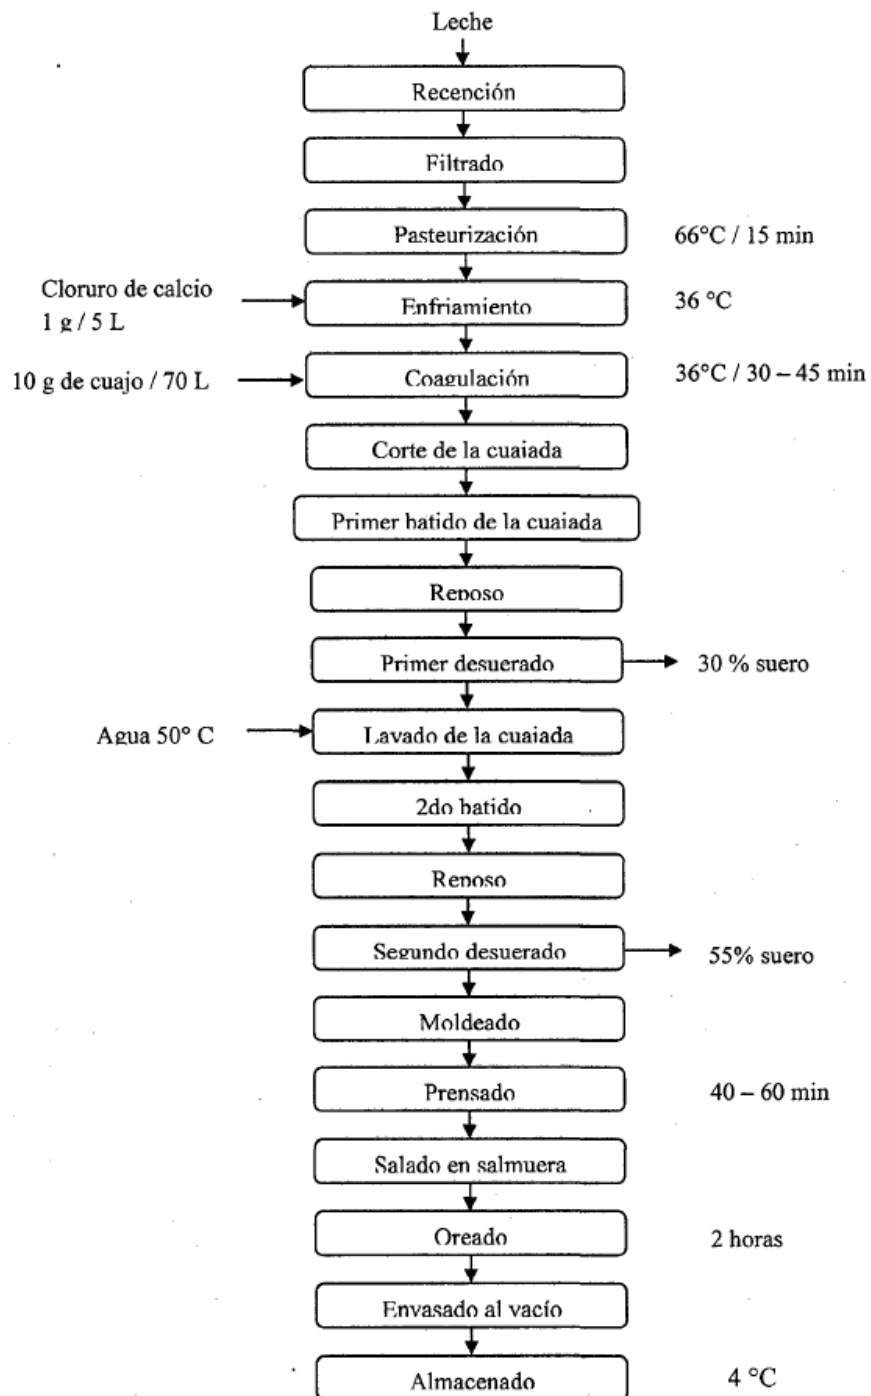 Leche
Recepción
Filtrado
Pasteurización
66°C / 15 min
Cloruro de calcio
1 g / 5 L
Enfriamiento
36 °C
10 g de cuajo / 70 L
Coagulación
36°C / 30 – 45 min
Corte de la cuajada
Primer batido de la cuajada
Reposo
Primer desuerado
30 % suero
Agua 50° C
Lavado de la cuajada
2do batido
Reposo
Segundo desuerado
55% suero
Moldeado
Prensado
40 – 60 min
Salado en salmuera
Oreado
2 horas
Envasado al vacío
Almacenado
4 °C